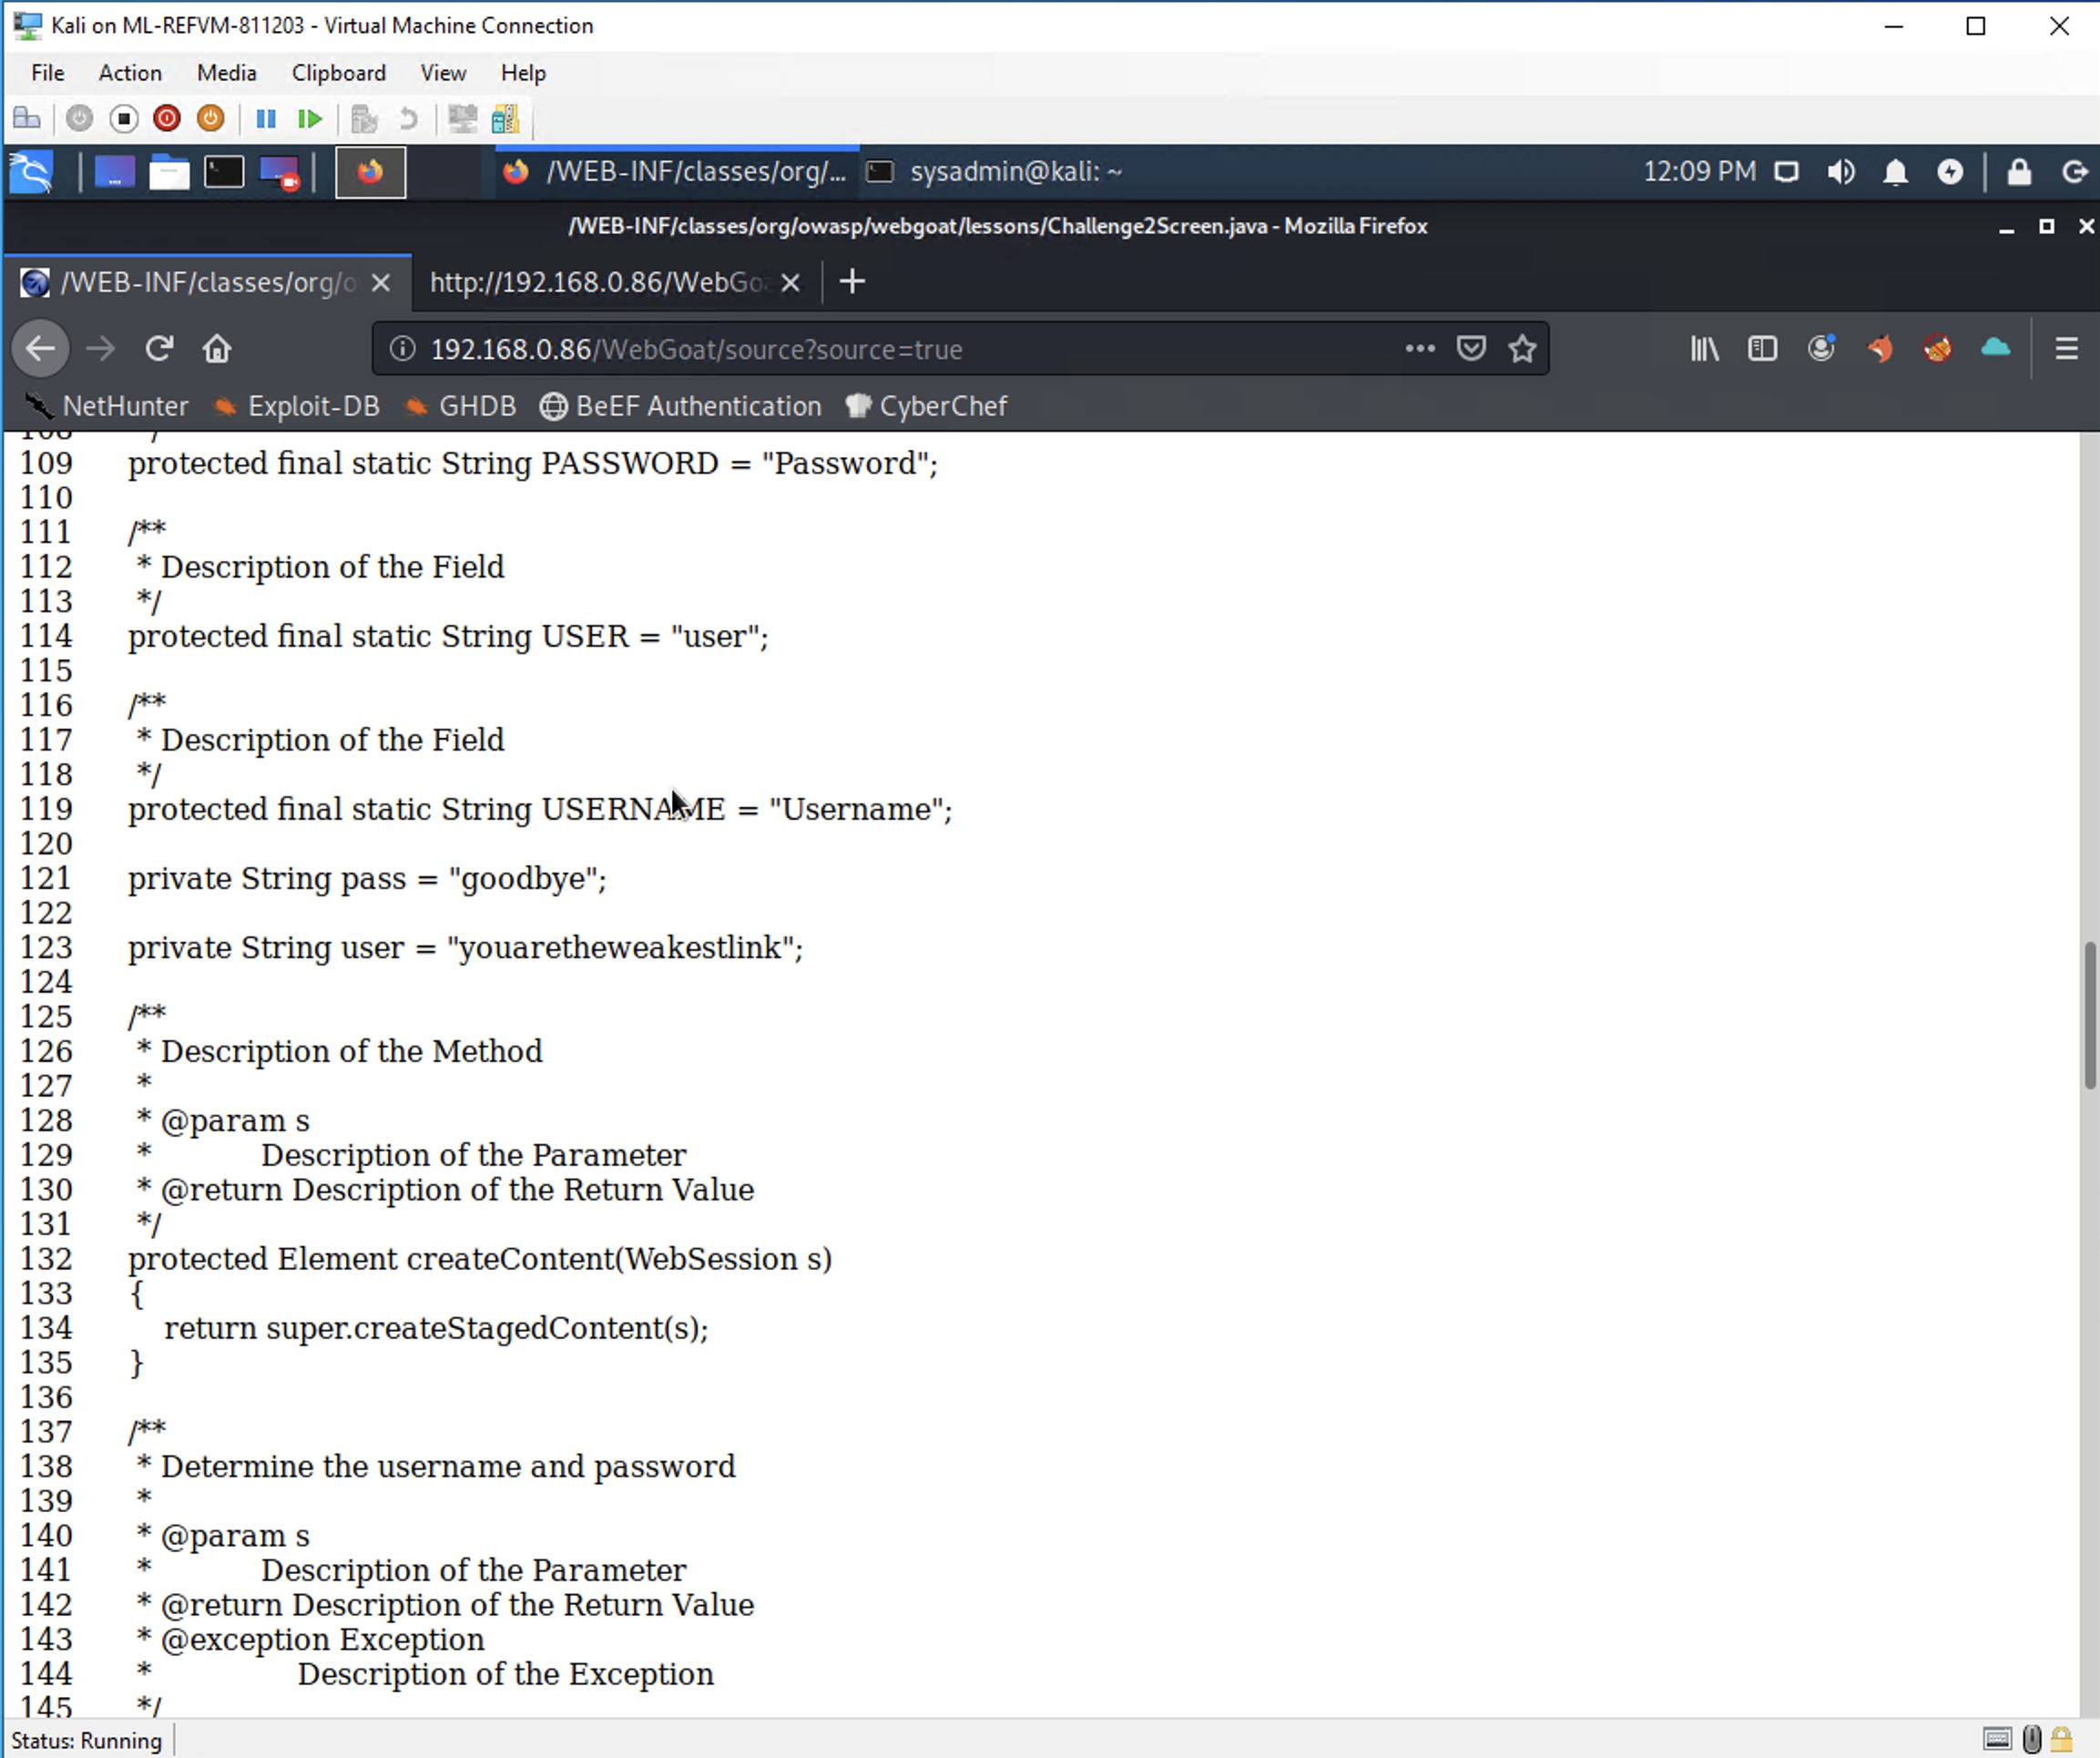 Kali on ML-REFVM-811203 - Virtual Machine Connection
File Action Media Clipboard View Help
/WEB-INF/classes/org/... sysadmin@kali: ~ 12:09 PM
/WEB-INF/classes/org/owasp/webgoat/lessons/Challenge2Screen.java - Mozilla Firefox
/WEB-INF/classes/org/o http://192.168.0.86/WebGo
192.168.0.86/WebGoat/source?source=true
NetHunter Exploit-DB GHDB BeEF Authentication CyberChef
108 */
109 protected final static String PASSWORD = "Password";
110
111 /**
112 * Description of the Field
113 */
114 protected final static String USER = "user";
115
116 /**
117 * Description of the Field
118 */
119 protected final static String USERNAME = "Username";
120
121 private String pass = "goodbye";
122
123 private String user = "youaretheweakestlink";
124
125 /**
126 * Description of the Method
127 *
128 * @param s
129 * Description of the Parameter
130 * @return Description of the Return Value
131 */
132 protected Element createContent(WebSession s)
133 {
134 return super.createStagedContent(s);
135 }
136
137 /**
138 * Determine the username and password
139 *
140 * @param s
141 * Description of the Parameter
142 * @return Description of the Return Value
143 * @exception Exception
144 * Description of the Exception
145 */
Status: Running